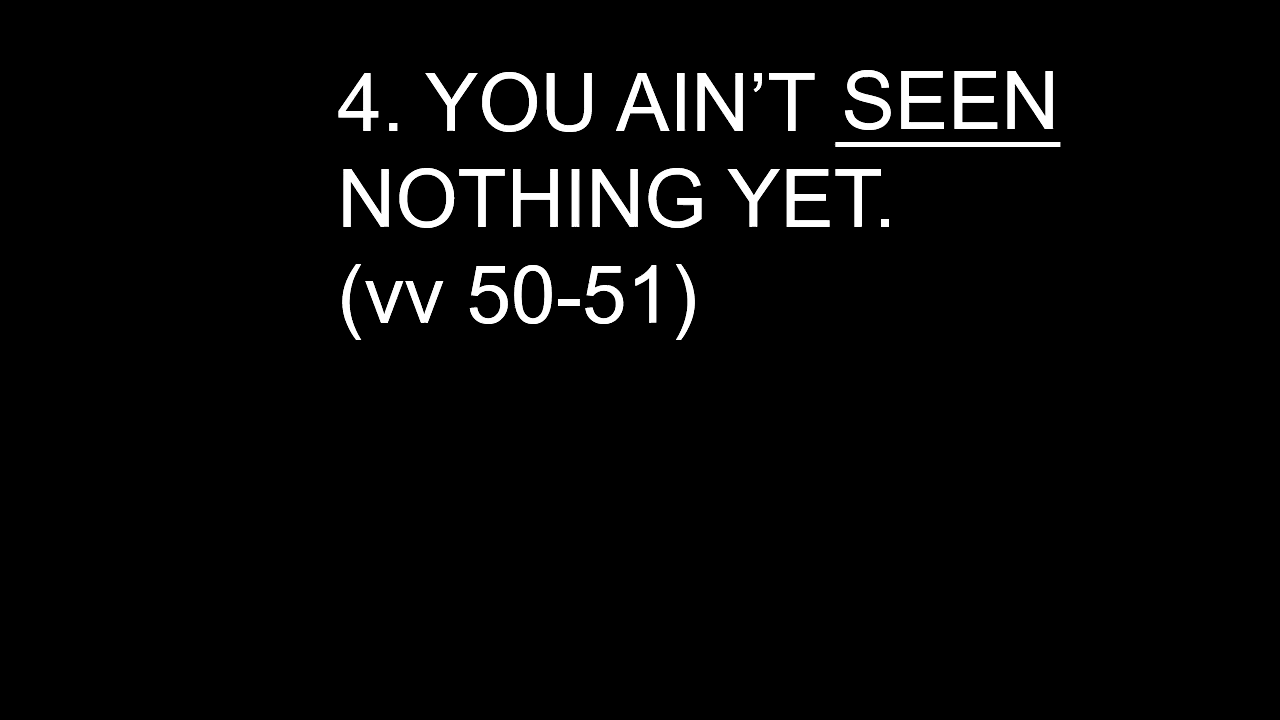 4. YOU AIN’T SEEN
NOTHING YET.
(vv 50-51)